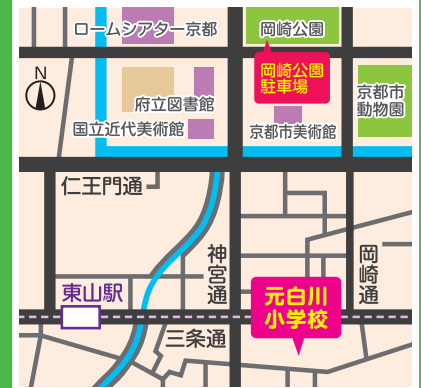 ロームシアター京都
岡崎公園
N
岡崎公園
駐車場
府立図書館
京都市
動物園
国立近代美術館
京都市美術館
仁王門通
神宮通
岡崎通
東山駅
元白川
小学校
三条通